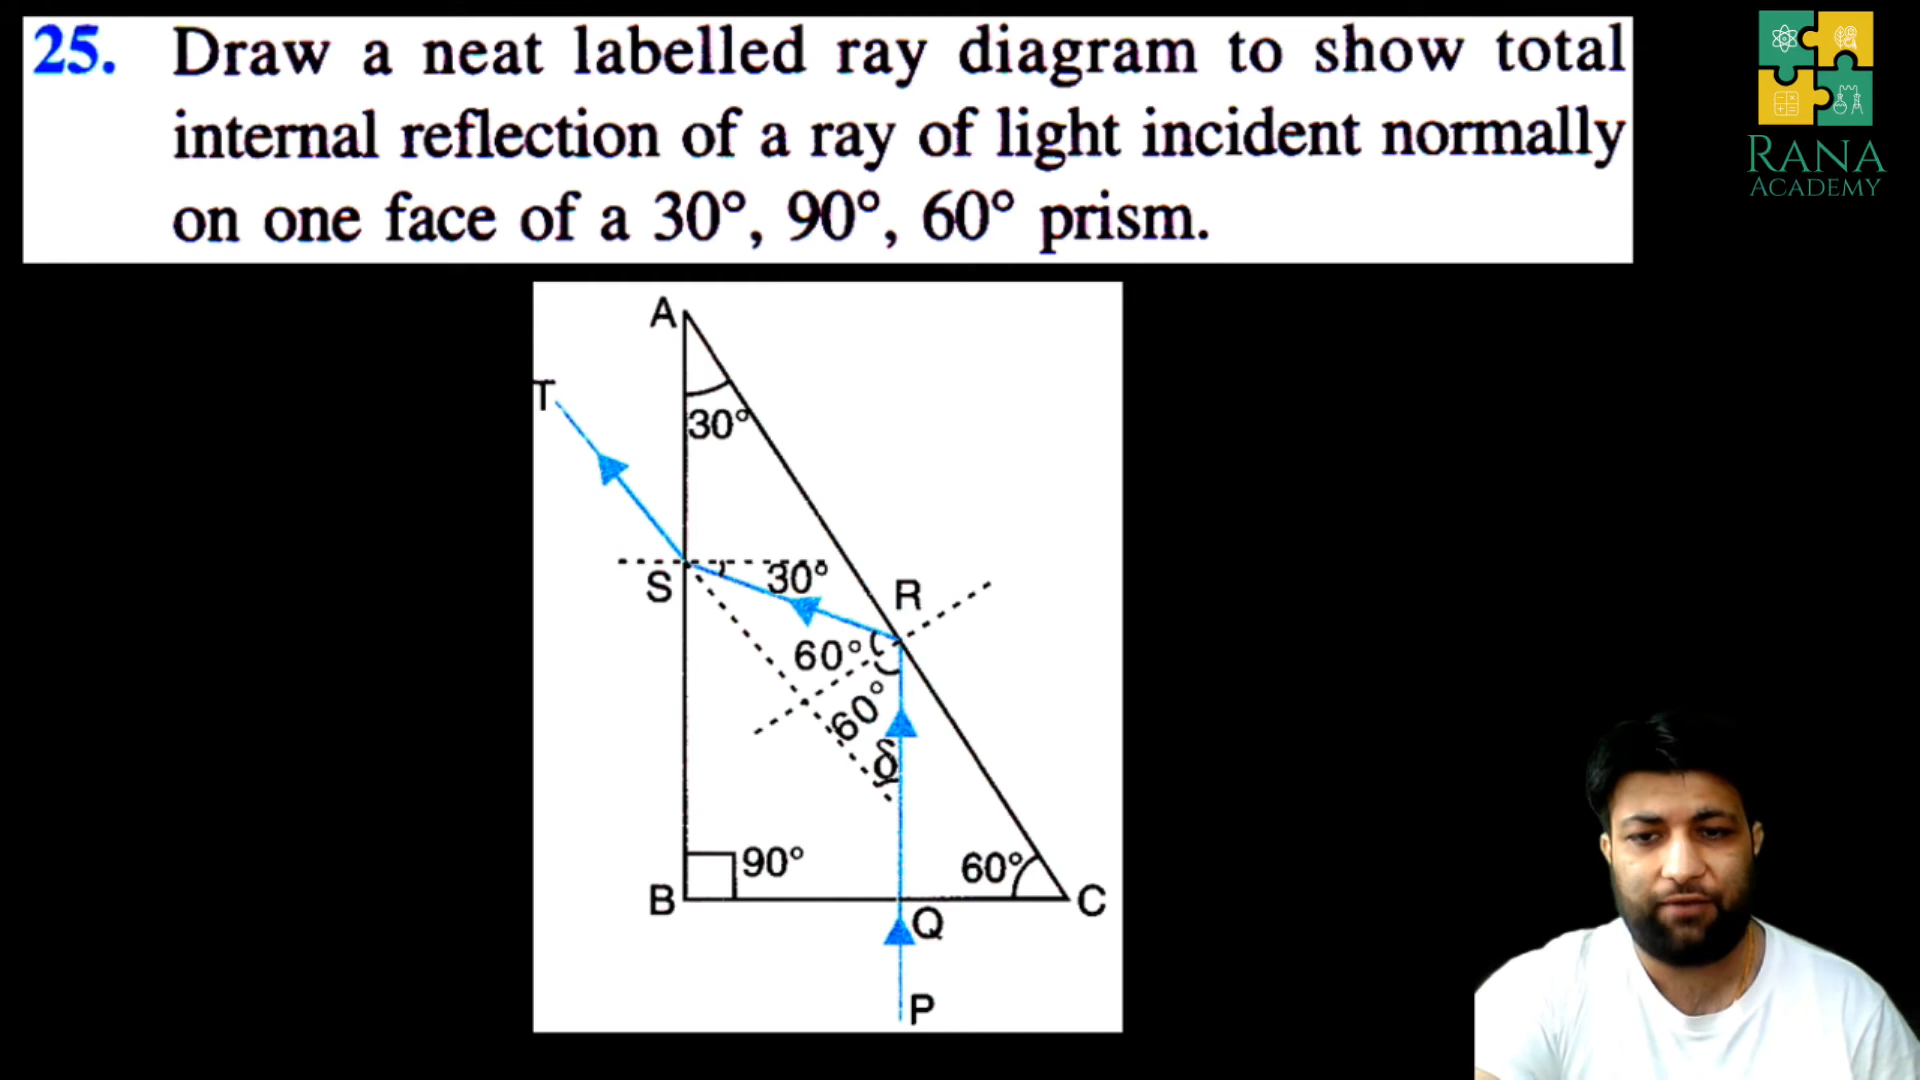 25. Draw a neat labelled ray diagram to show total
internal reflection of a ray of light incident normally
on one face of a 30°, 90°, 60° prism.
RANA
ACADEMY
A
T
30°
S
30°
R
60°
60°
δ
90°
60°
B
Q
C
P